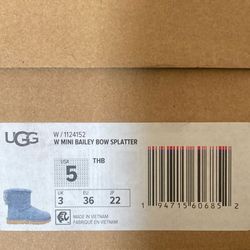 UGG
W / 1124152
W MINI BAILEY BOW SPLATTER
USA
5
THB
UK
3
EU
36
JP
22
MADE IN VIETNAM
FABRIQUÉ EN VIETNAM
1 94715 60685 2